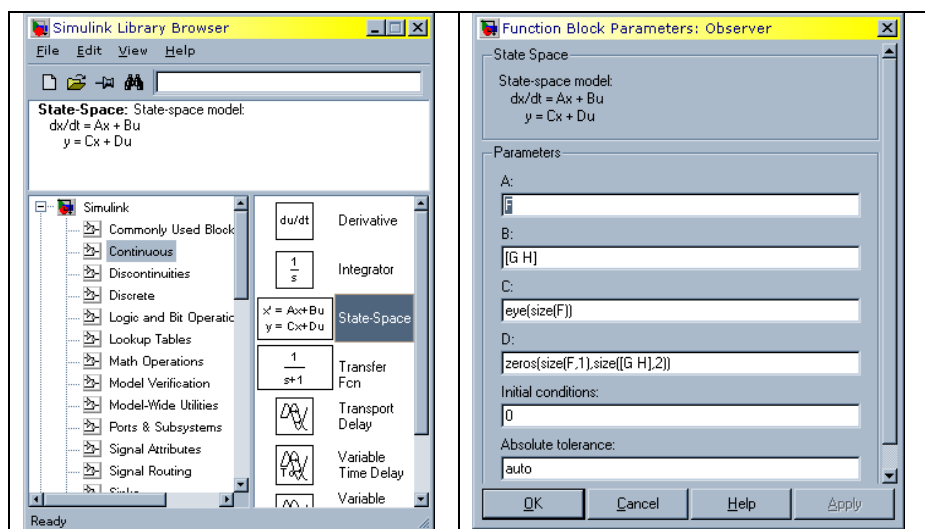 Simulink Library Browser
File Edit View Help
State-Space: State-space model:
dx/dt = Ax + Bu
y = Cx + Du
Simulink
Commonly Used Block
Continuous
Discontinuities
Discrete
Logic and Bit Operatic
Lookup Tables
Math Operations
Model Verification
Model-Wide Utilities
Ports & Subsystems
Signal Attributes
Signal Routing
du/dt Derivative
1
s
Integrator
x' = Ax+Bu
y = Cx+Du
State-Space
1
s+1
Transfer
Fcn
Transport
Delay
Variable
Time Delay
Variable
Ready
Function Block Parameters: Observer
State Space
State-space model:
dx/dt = Ax + Bu
y = Cx + Du
Parameters
A:
F
B:
[G H]
C:
eye(size(F))
D:
zeros(size(F,1),size([G H],2))
Initial conditions:
0
Absolute tolerance:
auto
OK Cancel Help Apply